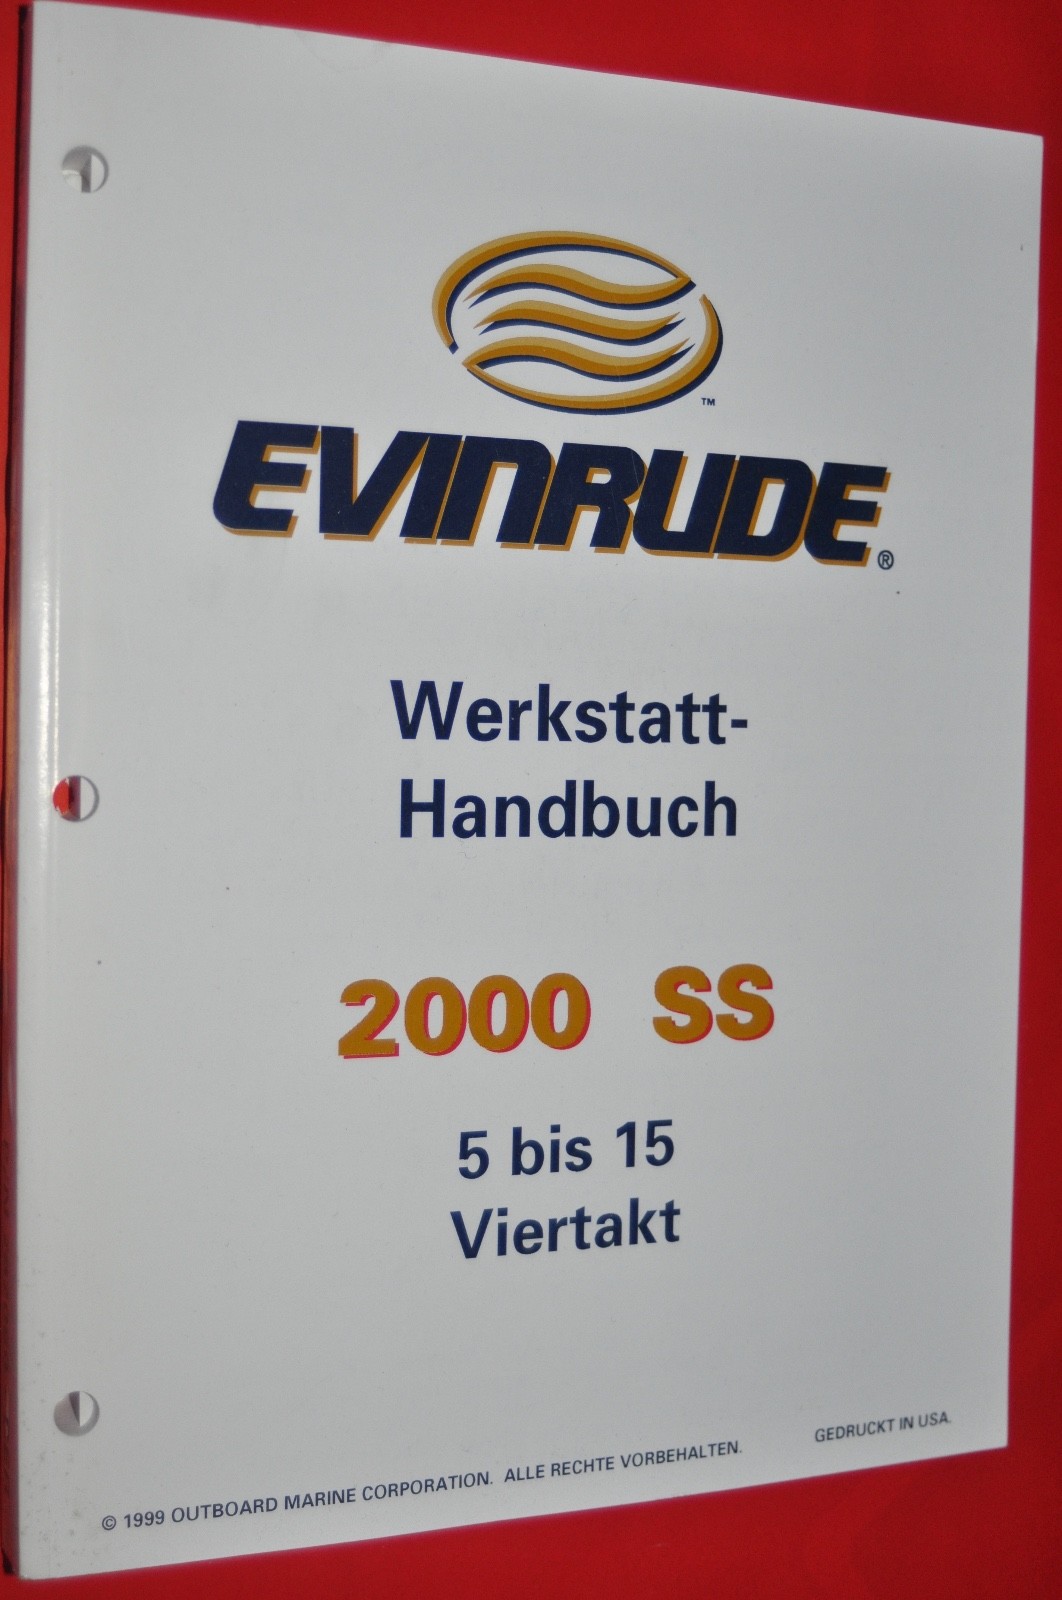 ™
EVINRUDE®
Werkstatt-
Handbuch
2000 SS
5 bis 15
Viertakt
© 1999 OUTBOARD MARINE CORPORATION. ALLE RECHTE VORBEHALTEN. GEDRUCKT IN USA.